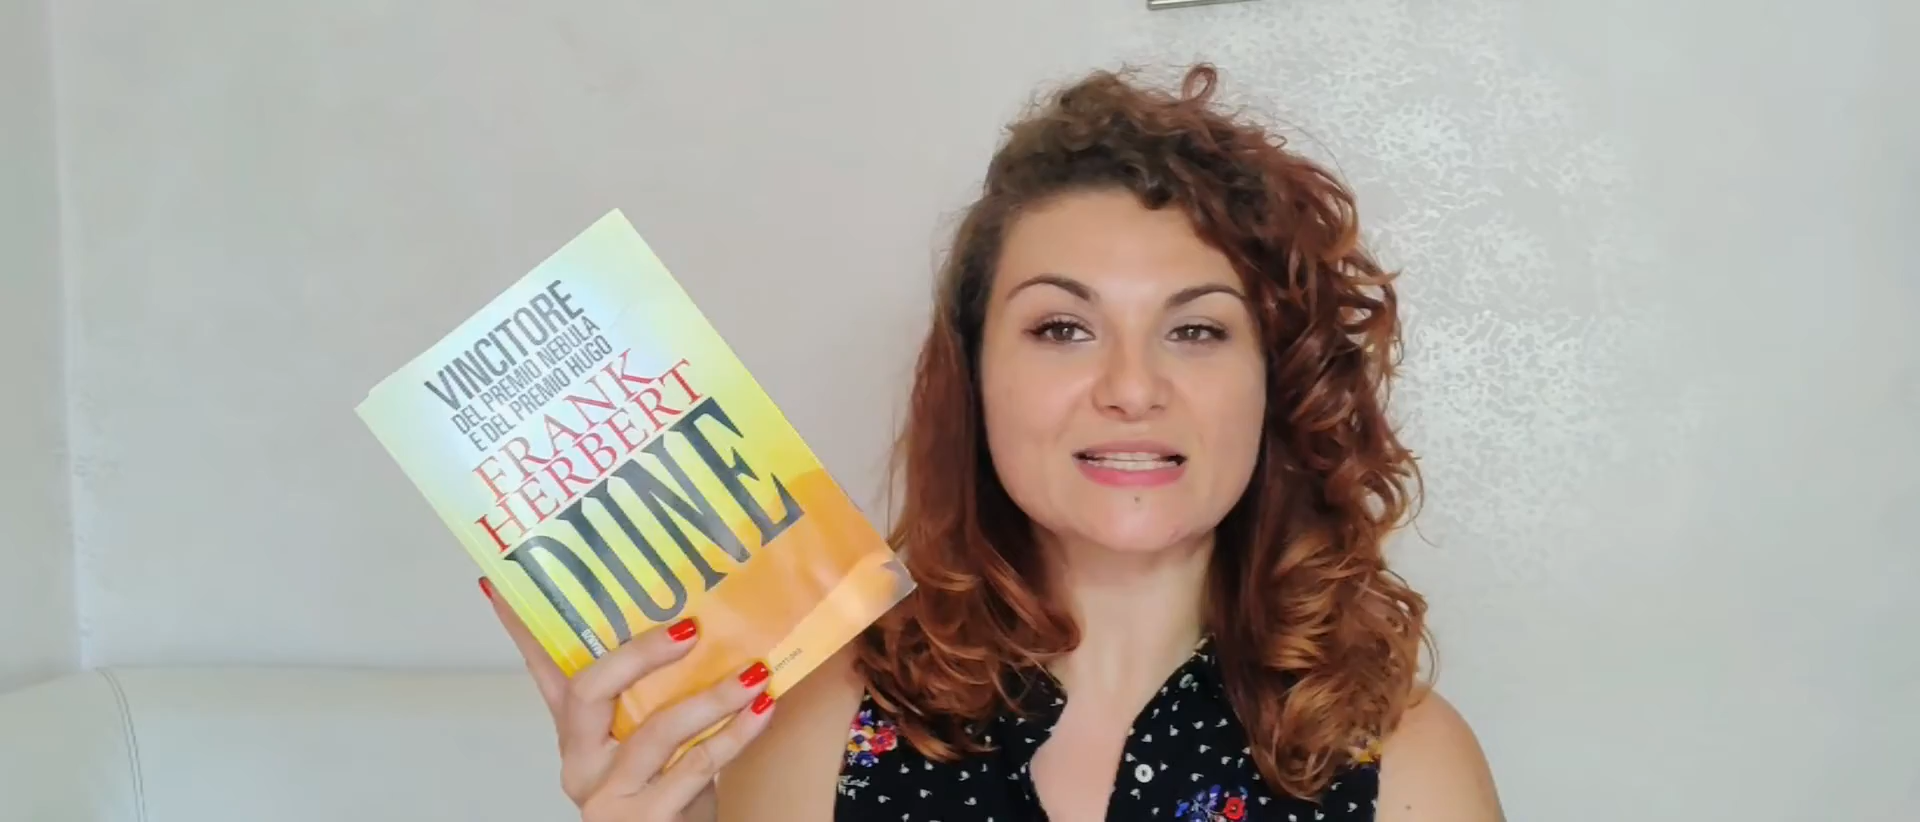 VINCITORE
DEL PREMIO NEBULA
E DEL PREMIO HUGO
FRANK
HERBERT
DUNE